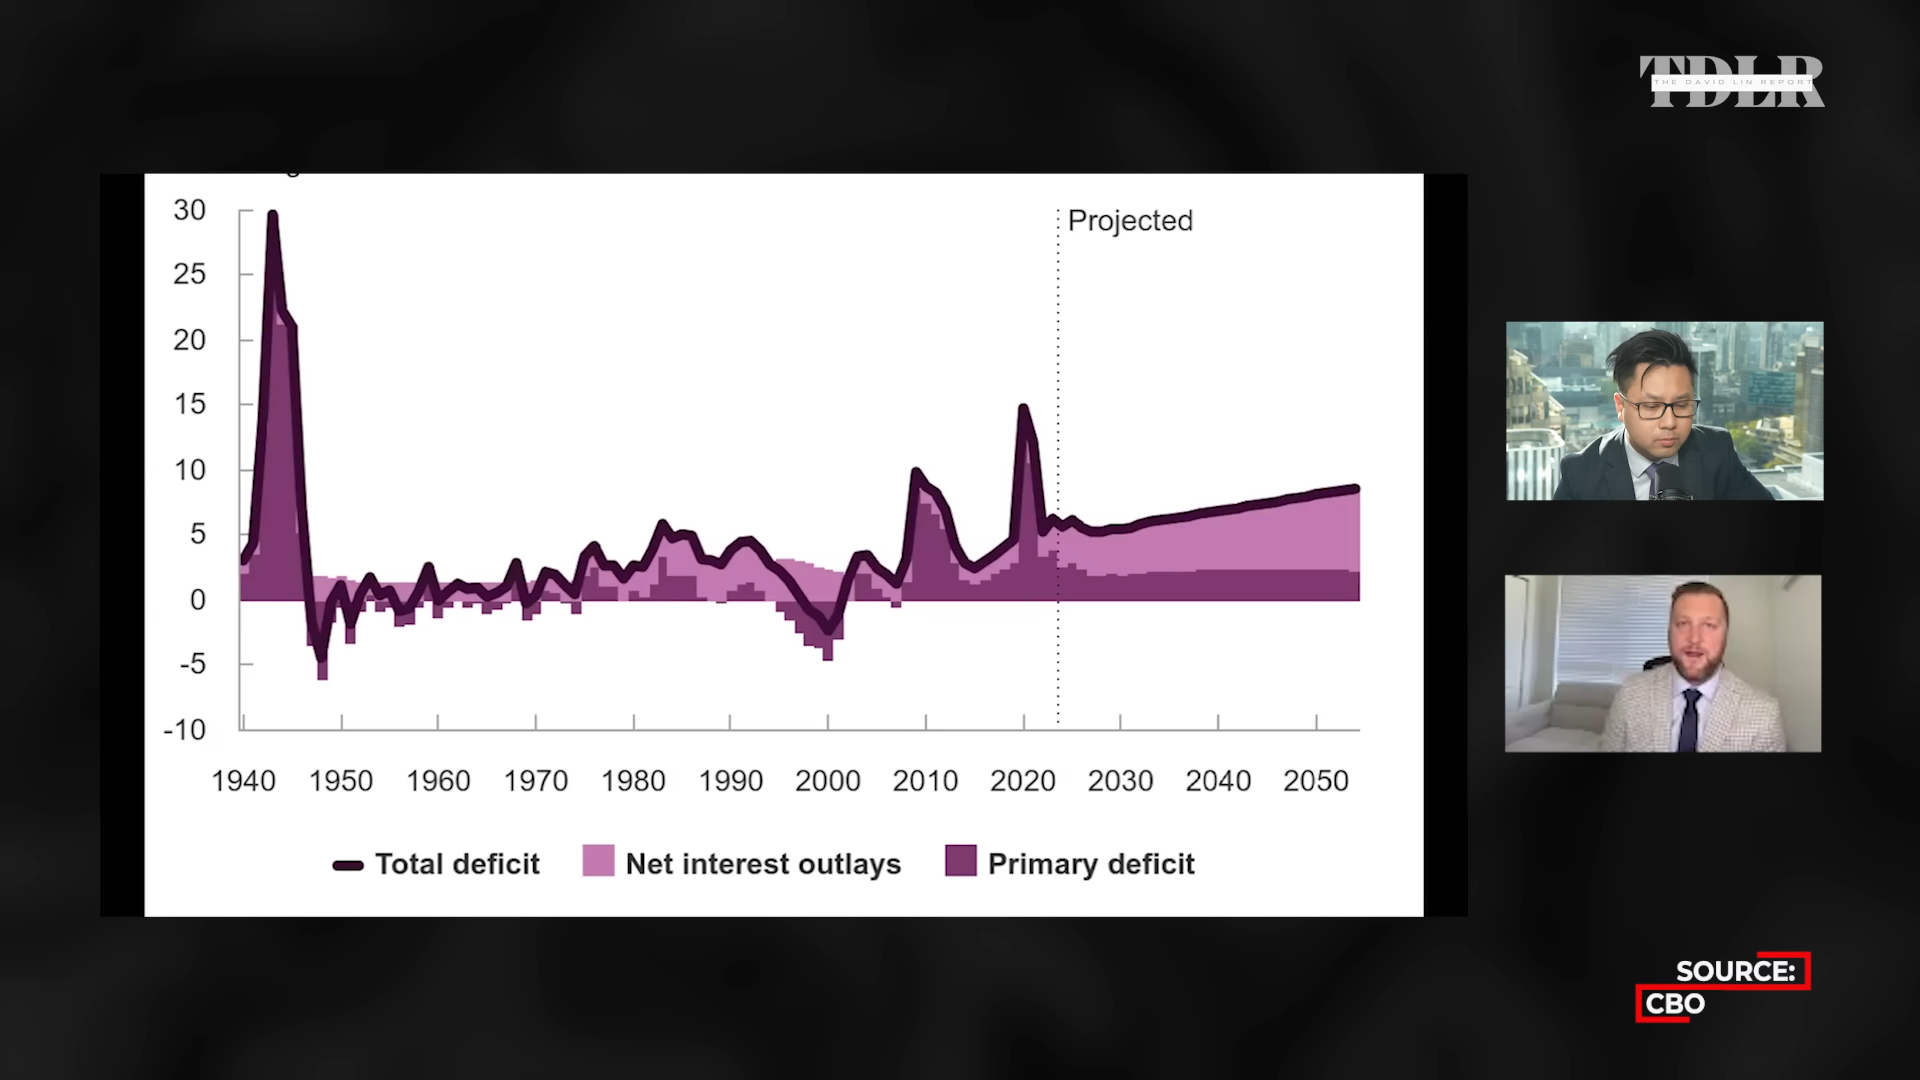 TDLR
THE DAVID LIN REPORT
30
Projected
25
20
15
10
5
0
-5
-10
1940 1950 1960 1970 1980 1990 2000 2010 2020 2030 2040 2050
Total deficit Net interest outlays Primary deficit
SOURCE:
CBO